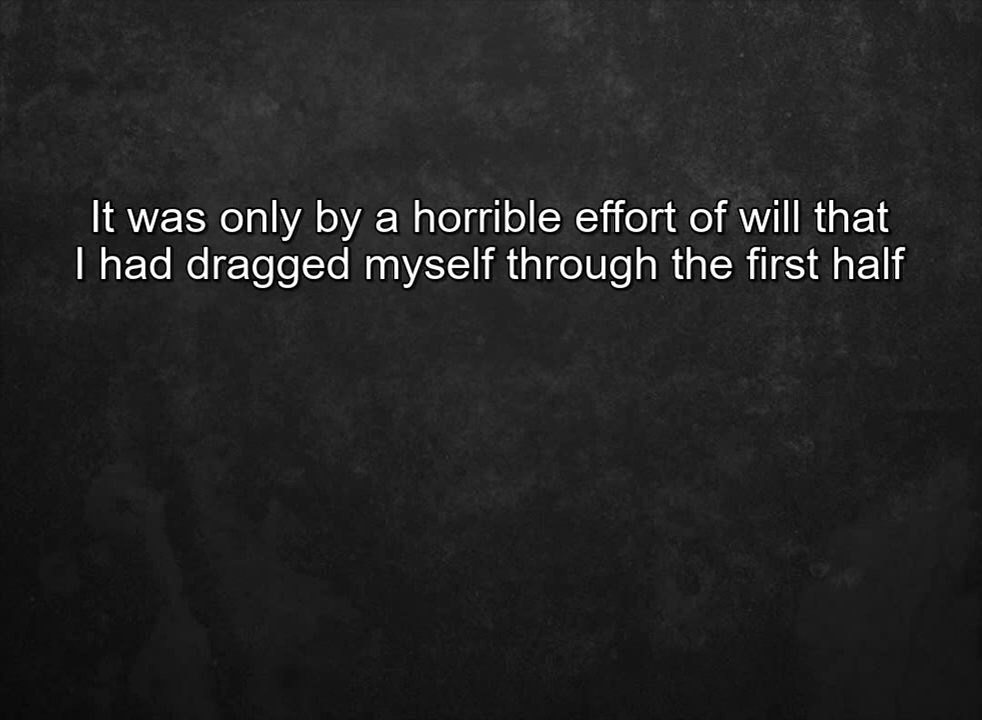 It was only by a horrible effort of will that
I had dragged myself through the first half